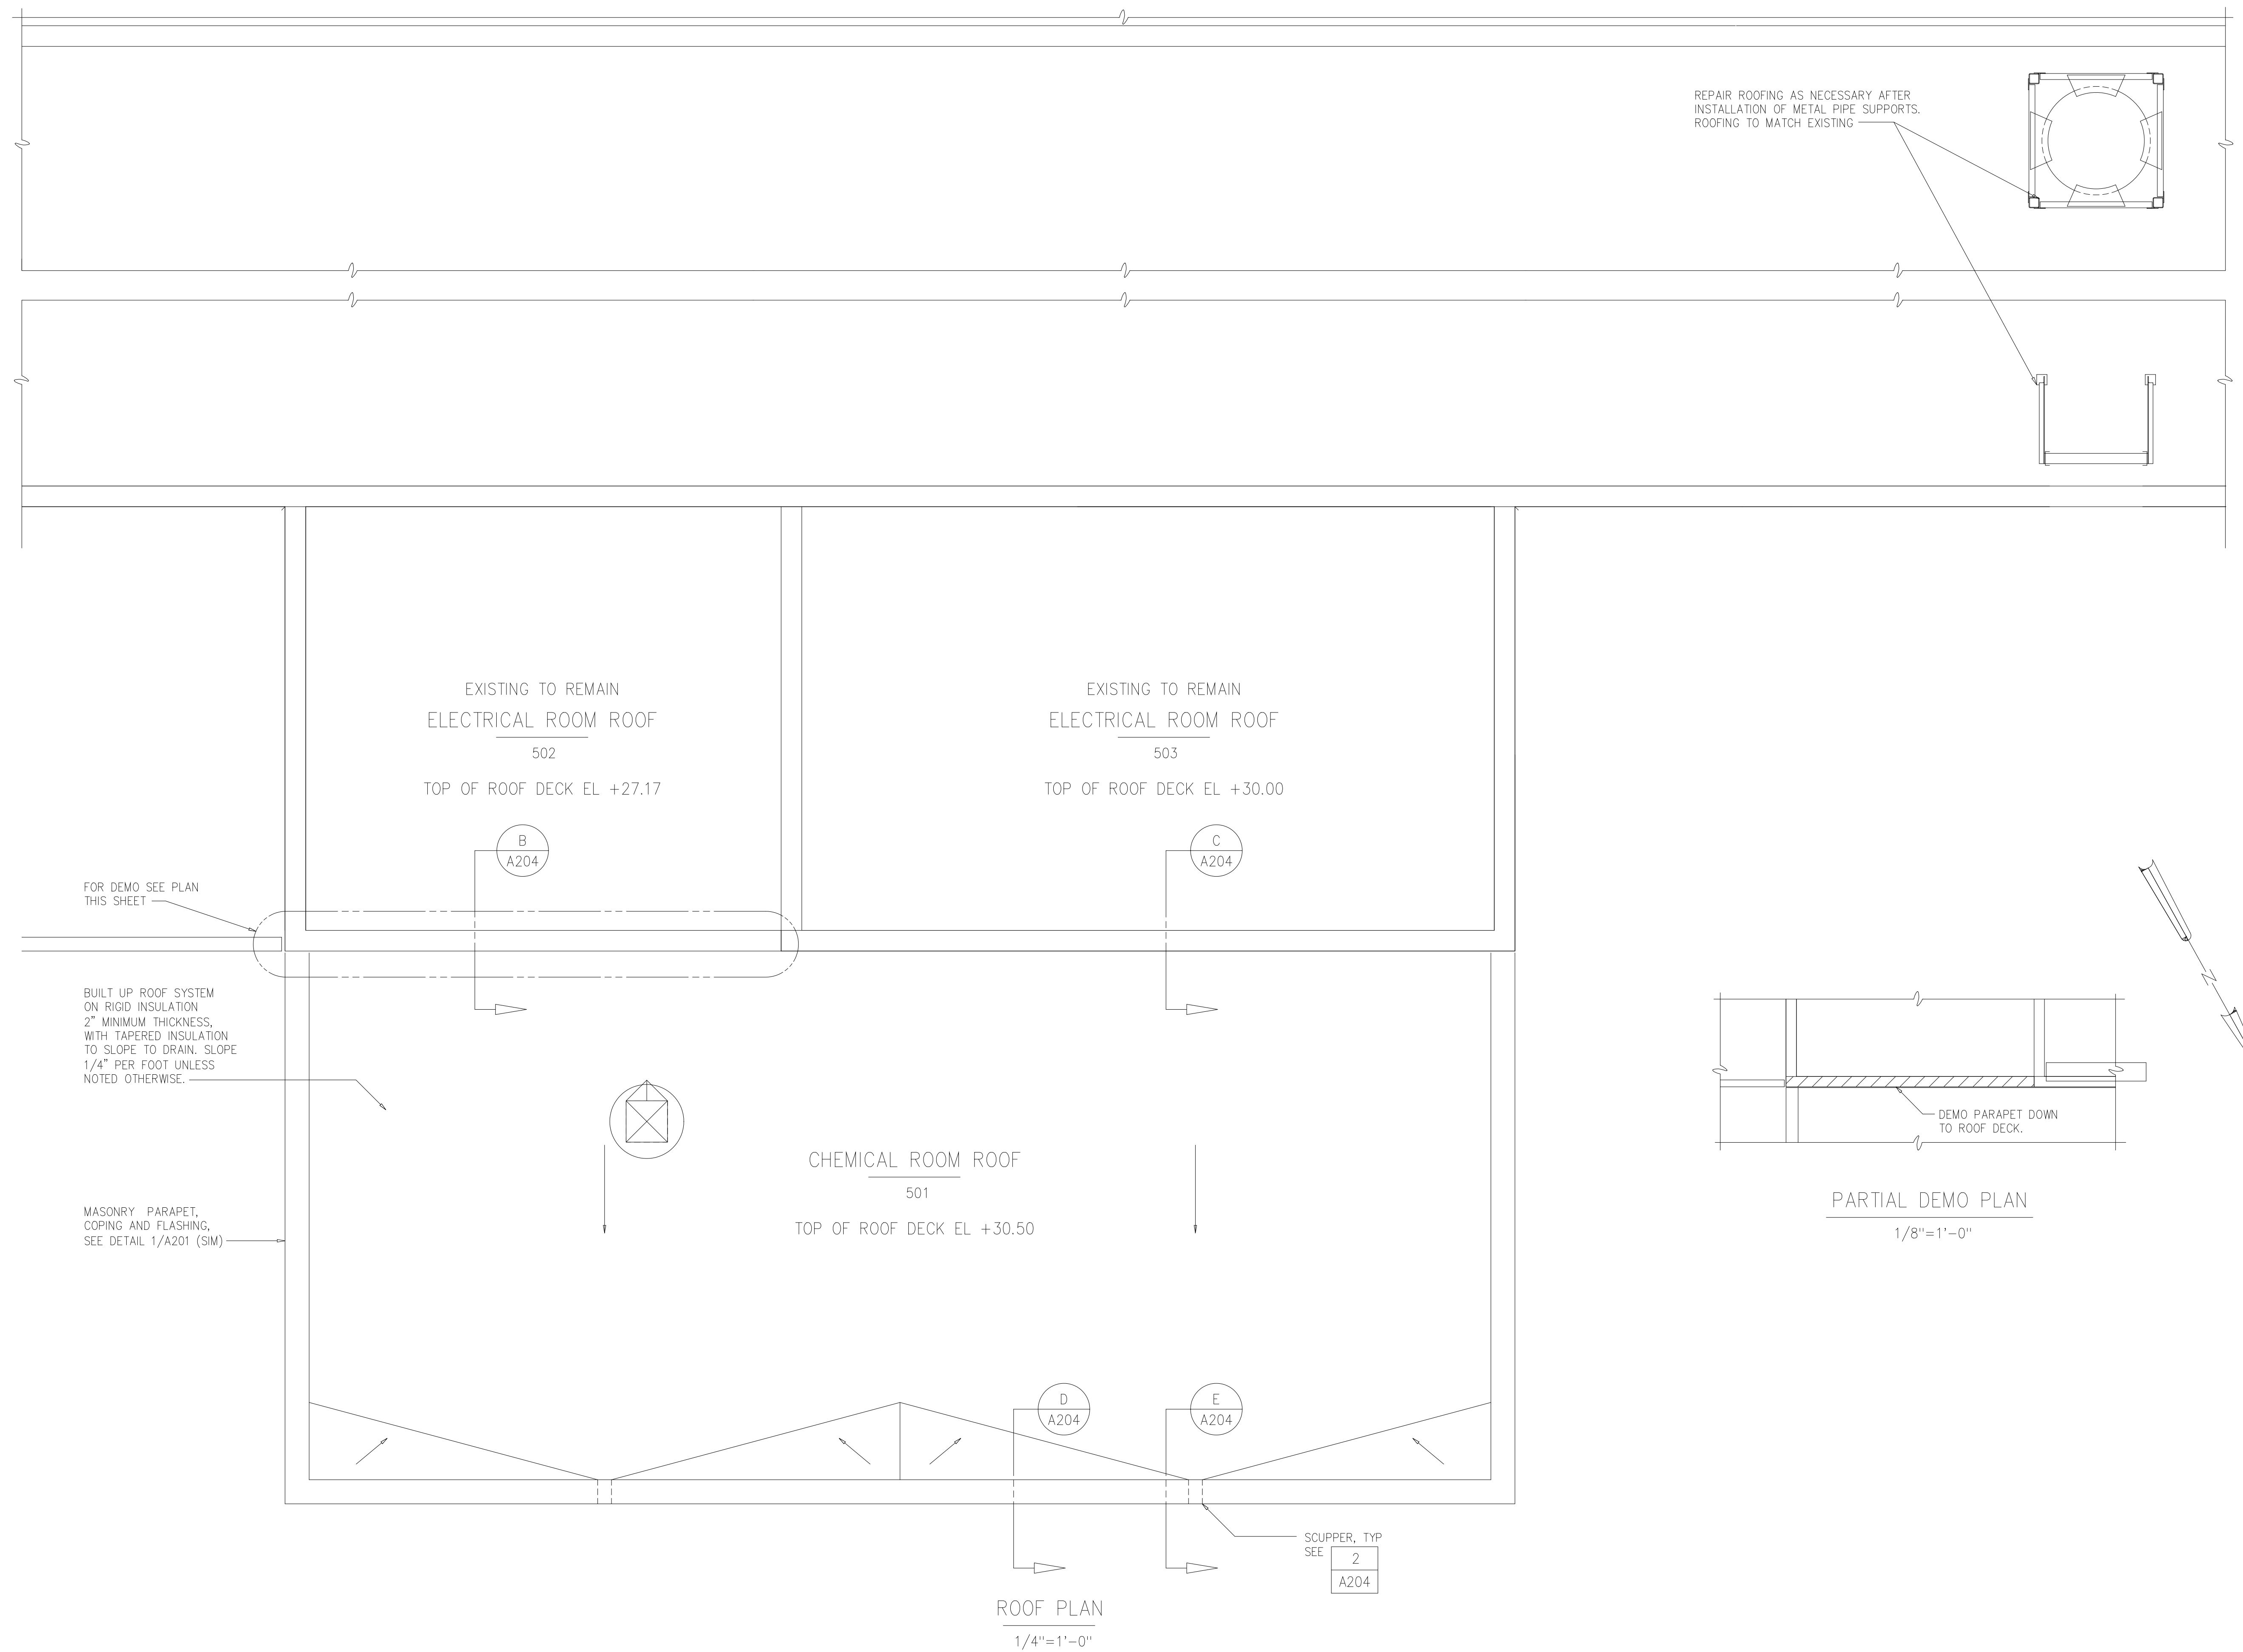 REPAIR ROOFING AS NECESSARY AFTER
INSTALLATION OF METAL PIPE SUPPORTS.
ROOFING TO MATCH EXISTING
EXISTING TO REMAIN
ELECTRICAL ROOM ROOF
502
TOP OF ROOF DECK EL +27.17
EXISTING TO REMAIN
ELECTRICAL ROOM ROOF
503
TOP OF ROOF DECK EL +30.00
B
A204
C
A204
FOR DEMO SEE PLAN
THIS SHEET
BUILT UP ROOF SYSTEM
ON RIGID INSULATION
2" MINIMUM THICKNESS,
WITH TAPERED INSULATION
TO SLOPE TO DRAIN. SLOPE
1/4" PER FOOT UNLESS
NOTED OTHERWISE.
DEMO PARAPET DOWN
TO ROOF DECK.
PARTIAL DEMO PLAN
1/8"=1'-0"
CHEMICAL ROOM ROOF
501
TOP OF ROOF DECK EL +30.50
MASONRY PARAPET,
COPING AND FLASHING,
SEE DETAIL 1/A201 (SIM)
D
A204
E
A204
SCUPPER, TYP
SEE
2
A204
ROOF PLAN
1/4"=1'-0"